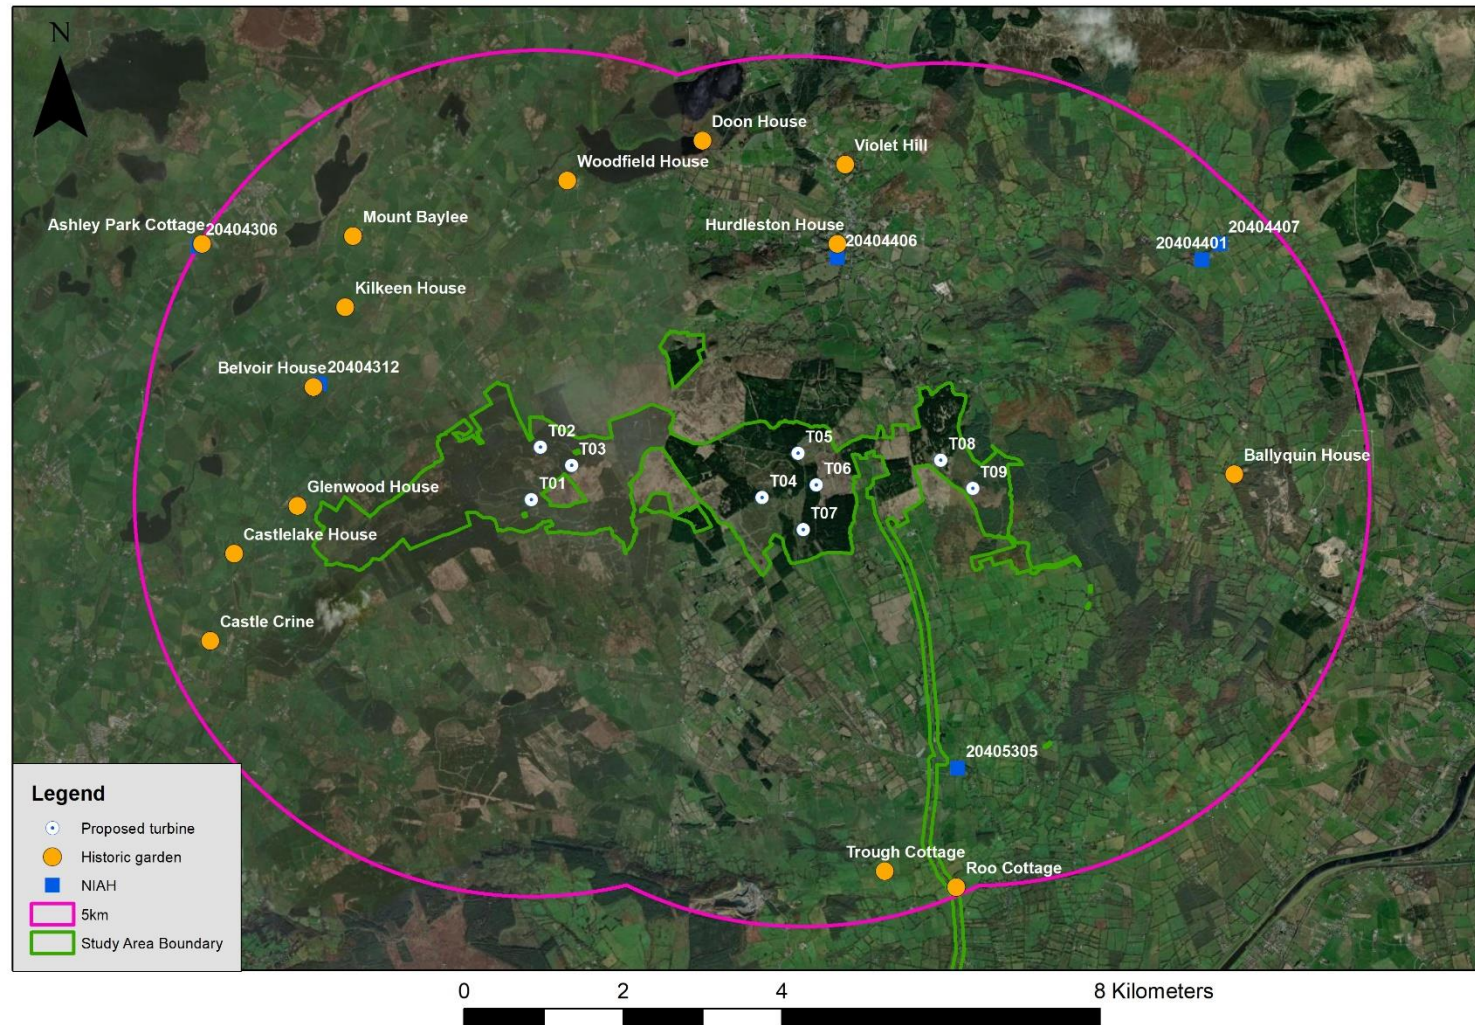 N
Doon House
Violet Hill
Woodfield House
Mount Baylee
Ashley Park Cottage
20404306
Hurdleston House
20404406
20404407
20404401
Kilkeen House
Belvoir House
20404312
T02
T03
T01
T05
T06
T04
T07
T08
T09
Ballyquin House
Glenwood House
Castlelake House
Castle Crine
20405305
Trough Cottage
Roo Cottage
Legend
Proposed turbine
Historic garden
NIAH
5km
Study Area Boundary
0 2 4 8 Kilometers